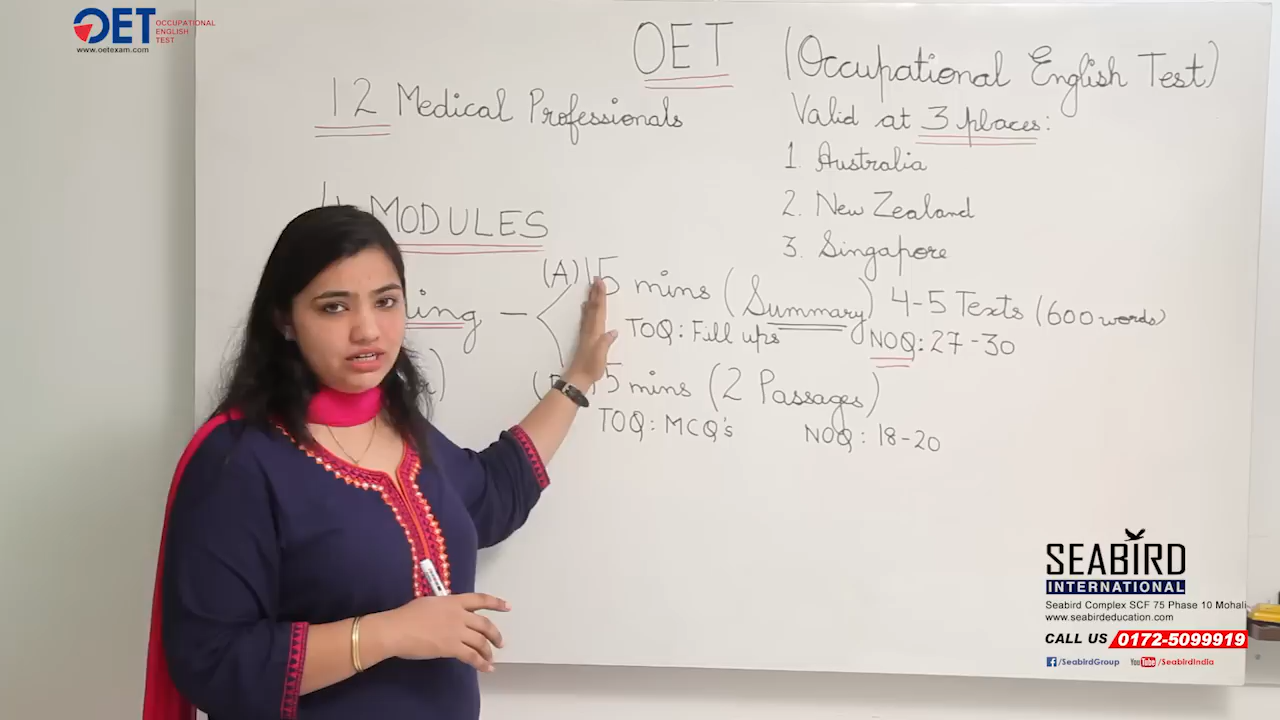 OET
OCCUPATIONAL
ENGLISH
TEST
www.oetexam.com
OET (Occupational English Test)
12 Medical Professionals
Valid at 3 places:
1. Australia
2. New Zealand
3. Singapore
MODULES
(A) 15 mins (Summary) 4-5 Texts (600 words)
TOQ: Fill ups NOQ: 27-30
mins (2 Passages)
TOQ: MCQ's NOQ: 18-20
SEABIRD
INTERNATIONAL
Seabird Complex SCF 75 Phase 10 Mohali
www.seabirdeducation.com
CALL US 0172-5099919
/SeabirdGroup YouTube /SeabirdIndia